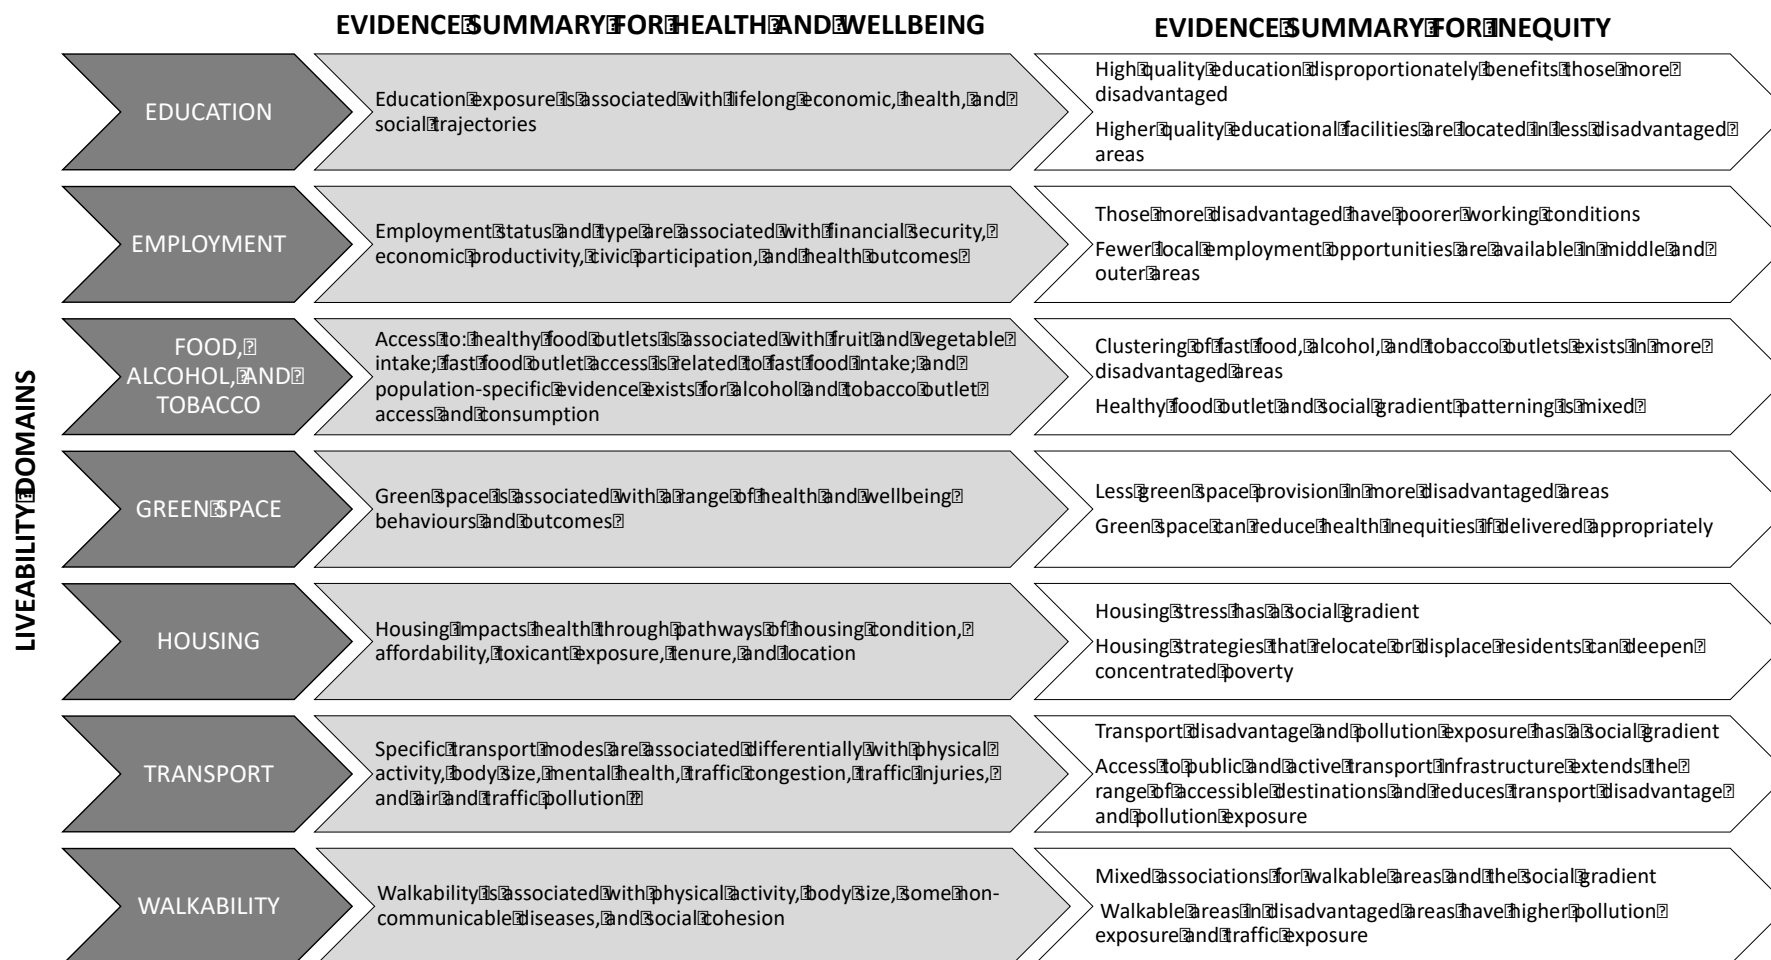 EVIDENCE SUMMARY FOR HEALTH AND WELLBEING
EVIDENCE SUMMARY FOR INEQUITY
LIVEABILITY DOMAINS
EDUCATION
Education exposure is associated with lifelong economic, health, and
social trajectories
High quality education disproportionately benefits those more
disadvantaged
Higher quality educational facilities are located in less disadvantaged
areas
EMPLOYMENT
Employment status and type are associated with financial security,
economic productivity, civic participation, and health outcomes
Those more disadvantaged have poorer working conditions
Fewer local employment opportunities are available in middle and
outer areas
FOOD,
ALCOHOL, AND
TOBACCO
Access to: healthy food outlets is associated with fruit and vegetable
intake; fast food outlet access is related to fast food intake; and
population-specific evidence exists for alcohol and tobacco outlet
access and consumption
Clustering of fast food, alcohol, and tobacco outlets exists in more
disadvantaged areas
Healthy food outlet and social gradient patterning is mixed
GREEN SPACE
Green space is associated with a range of health and wellbeing
behaviours and outcomes
Less green space provision in more disadvantaged areas
Green space can reduce health inequities if delivered appropriately
HOUSING
Housing impacts health through pathways of housing condition,
affordability, toxicant exposure, tenure, and location
Housing stress has a social gradient
Housing strategies that relocate or displace residents can deepen
concentrated poverty
TRANSPORT
Specific transport modes are associated differentially with physical
activity, body size, mental health, traffic congestion, traffic injuries,
and air and traffic pollution
Transport disadvantage and pollution exposure has a social gradient
Access to public and active transport infrastructure extends the
range of accessible destinations and reduces transport disadvantage
and pollution exposure
WALKABILITY
Walkability is associated with physical activity, body size, some non-
communicable diseases, and social cohesion
Mixed associations for walkable areas and the social gradient
Walkable areas in disadvantaged areas have higher pollution
exposure and traffic exposure